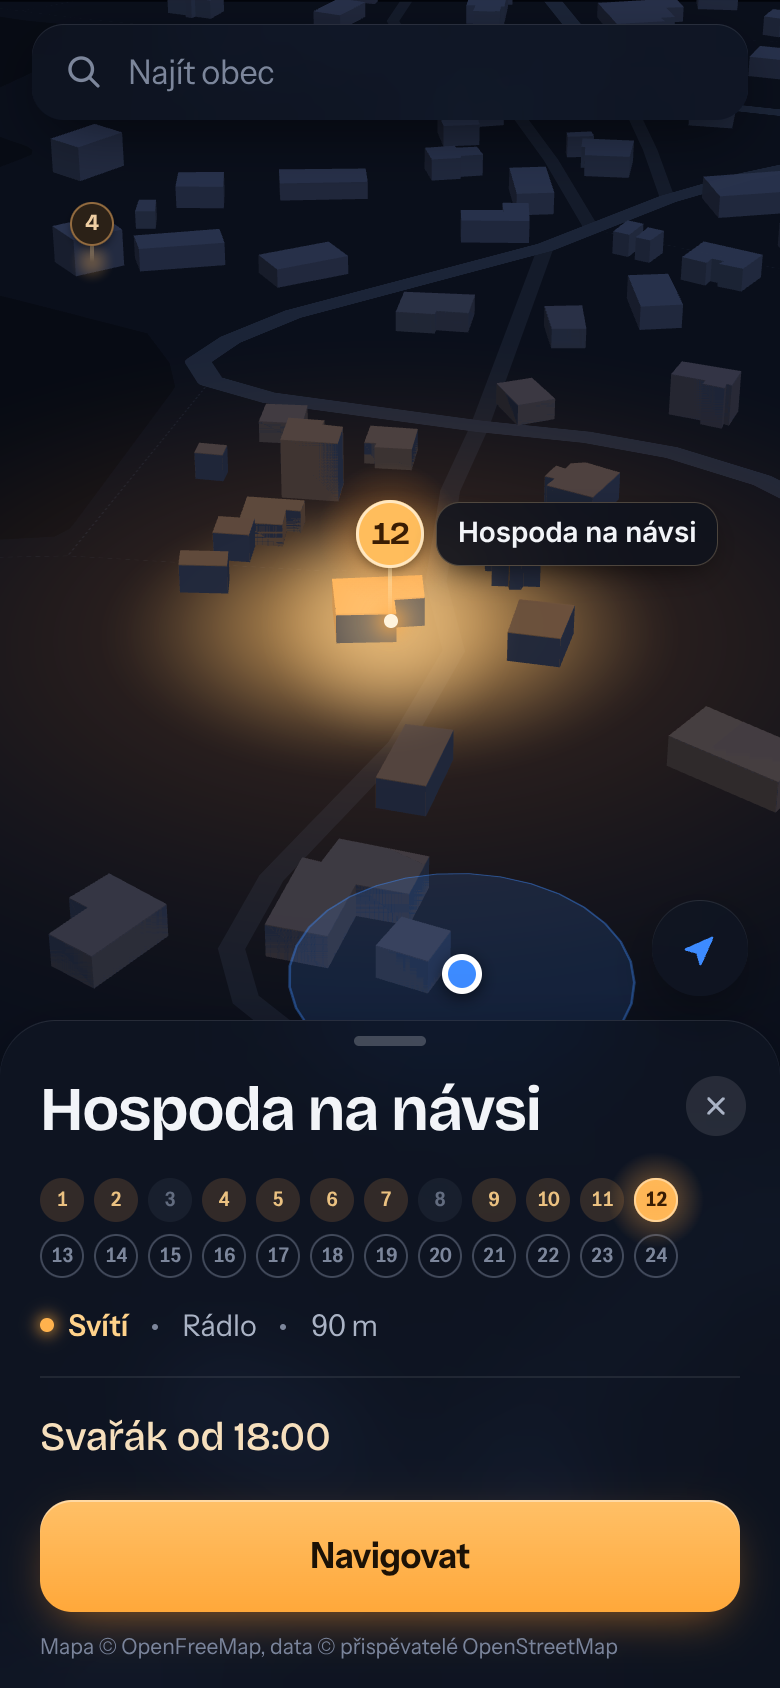 Najít obec
4
12
Hospoda na návsi
Hospoda na návsi
1 2 3 4 5 6 7 8 9 10 11 12
13 14 15 16 17 18 19 20 21 22 23 24
Svítí • Rádlo • 90 m
Svařák od 18:00
Navigovat
Mapa © OpenFreeMap, data © přispěvatelé OpenStreetMap